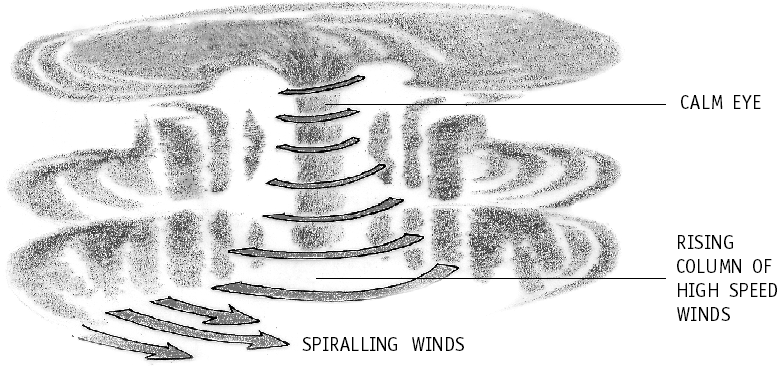 CALM EYE
RISING
COLUMN OF
HIGH SPEED
WINDS
SPIRALLING WINDS